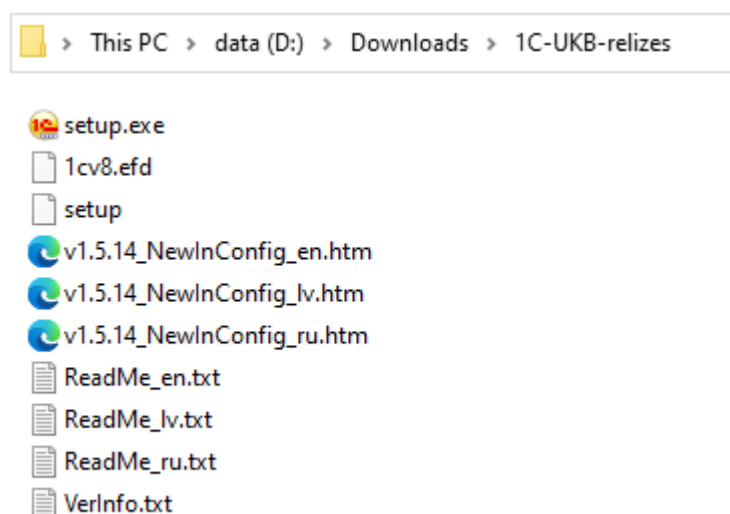 This PC > data (D:) > Downloads > 1C-UKB-relizes
1C setup.exe
1cv8.efd
setup
v1.5.14_NewInConfig_en.htm
v1.5.14_NewInConfig_lv.htm
v1.5.14_NewInConfig_ru.htm
ReadMe_en.txt
ReadMe_lv.txt
ReadMe_ru.txt
VerInfo.txt